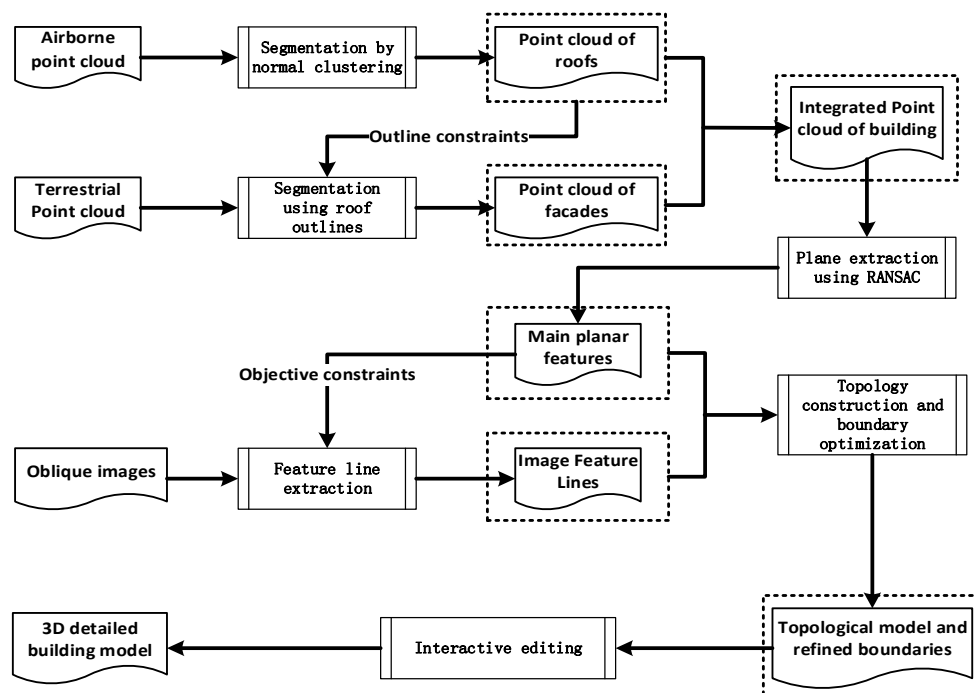 Airborne
point cloud
Segmentation by
normal clustering
Point cloud of
roofs
Integrated Point
cloud of building
Outline constraints
Terrestrial
Point cloud
Segmentation
using roof
outlines
Point cloud of
facades
Plane extraction
using RANSAC
Main planar
features
Objective constraints
Topology
construction and
boundary
optimization
Oblique images
Feature line
extraction
Image Feature
Lines
3D detailed
building model
Interactive editing
Topological model and
refined boundaries